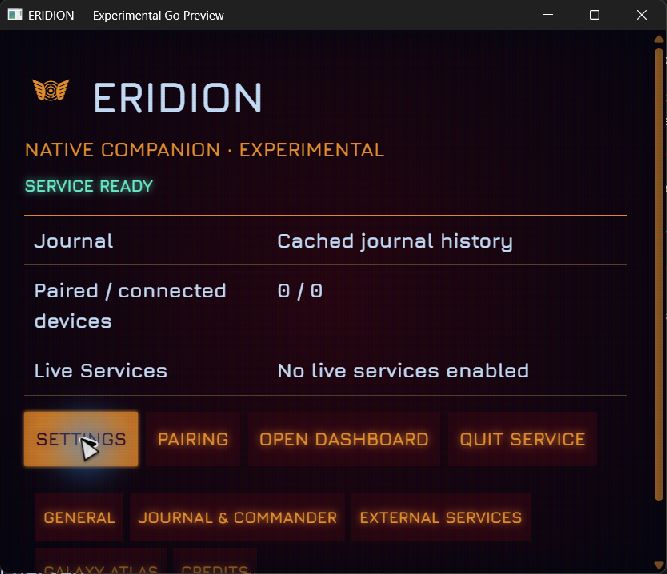 ERIDION Experimental Go Preview
ERIDION
NATIVE COMPANION · EXPERIMENTAL
SERVICE READY
Journal Cached journal history
Paired / connected devices 0 / 0
Live Services No live services enabled
SETTINGS PAIRING OPEN DASHBOARD QUIT SERVICE
GENERAL JOURNAL & COMMANDER EXTERNAL SERVICES
GALAXY ATLAS CREDITS